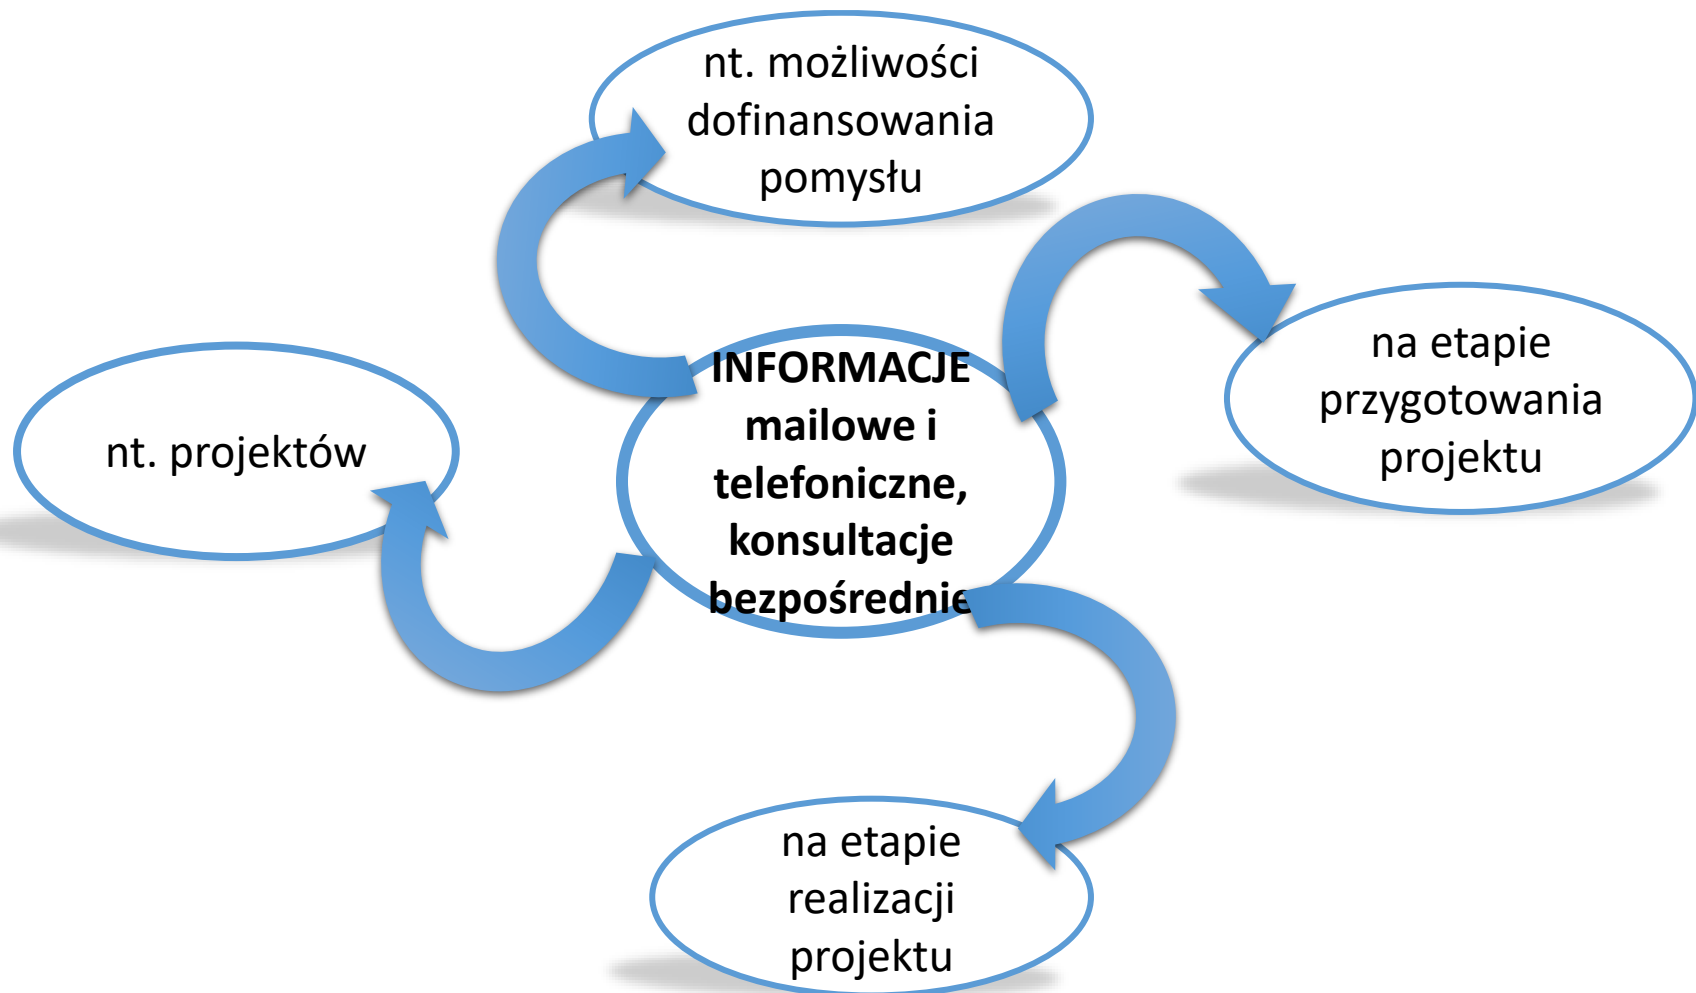 nt. możliwości
dofinansowania
pomysłu
na etapie
przygotowania
projektu
INFORMACJE
mailowe i
telefoniczne,
konsultacje
bezpośrednie
nt. projektów
na etapie
realizacji
projektu